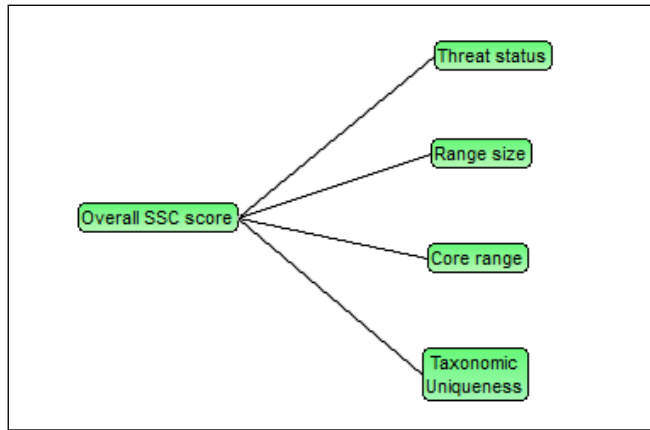 Threat status
Range size
Overall SSC score
Core range
Taxonomic
Uniqueness